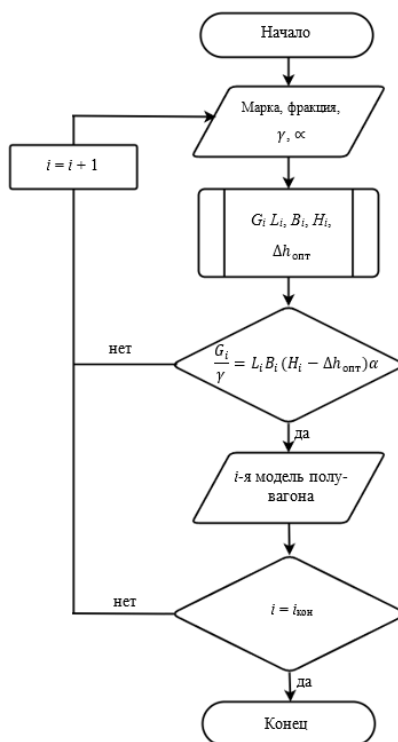 Начало
Марка, фракция,
γ, ∝
i = i + 1
G_i L_i, B_i, H_i,
Δh_опт
нет
G_i/γ = L_i B_i (H_i − Δh_опт)α
да
i-я модель полу-
вагона
нет
i = i_кон
да
Конец